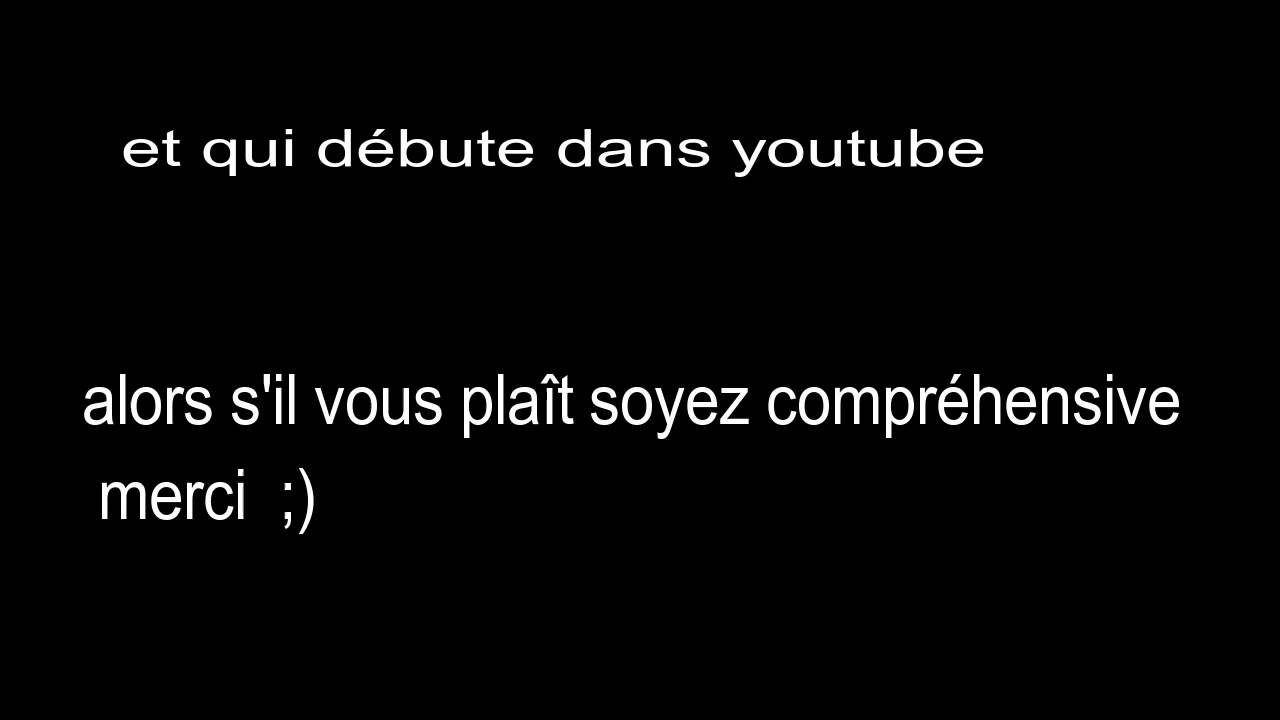 et qui débute dans youtube
alors s'il vous plaît soyez compréhensive
merci ;)